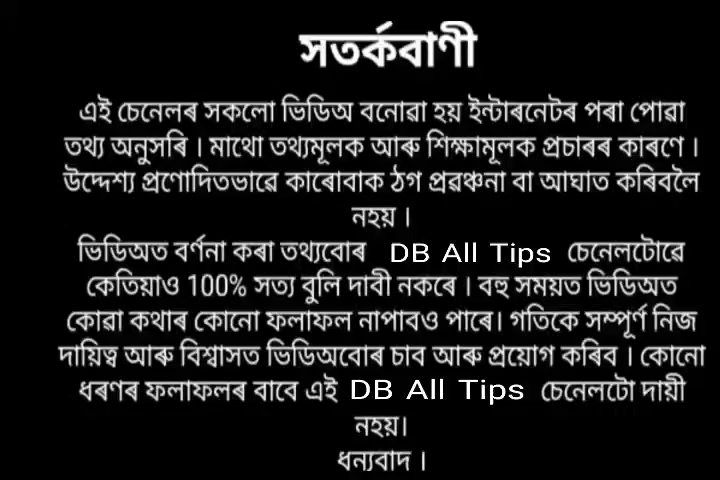 সতৰ্কবাণী
এই চেনেলৰ সকলো ভিডিঅ বনোৱা হয় ইন্টাৰনেটৰ পৰা পোৱা
তথ্য অনুসৰি । মাথো তথ্যমূলক আৰু শিক্ষামূলক প্ৰচাৰৰ কাৰণে ।
উদ্দেশ্য প্ৰণোদিতভাৱে কাৰোবাক ঠগ প্ৰৱঞ্চনা বা আঘাত কৰিবলৈ
নহয় ।
ভিডিঅত বৰ্ণনা কৰা তথ্যবোৰ DB All Tips চেনেলটোৱে
কেতিয়াও 100% সত্য বুলি দাবী নকৰে । বহু সময়ত ভিডিঅত
কোৱা কথাৰ কোনো ফলাফল নাপাবও পাৰে। গতিকে সম্পূৰ্ণ নিজ
দায়িত্ব আৰু বিশ্বাসত ভিডিঅবোৰ চাব আৰু প্ৰয়োগ কৰিব । কোনো
ধৰণৰ ফলাফলৰ বাবে এই DB All Tips চেনেলটো দায়ী
নহয়।
ধন্যবাদ ।